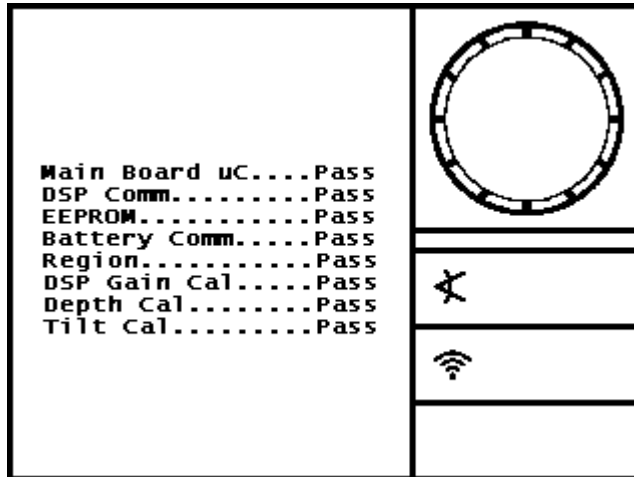 Main Board uC....Pass
DSP Comm.........Pass
EEPROM...........Pass
Battery Comm.....Pass
Region...........Pass
DSP Gain Cal.....Pass
Depth Cal........Pass
Tilt Cal.........Pass